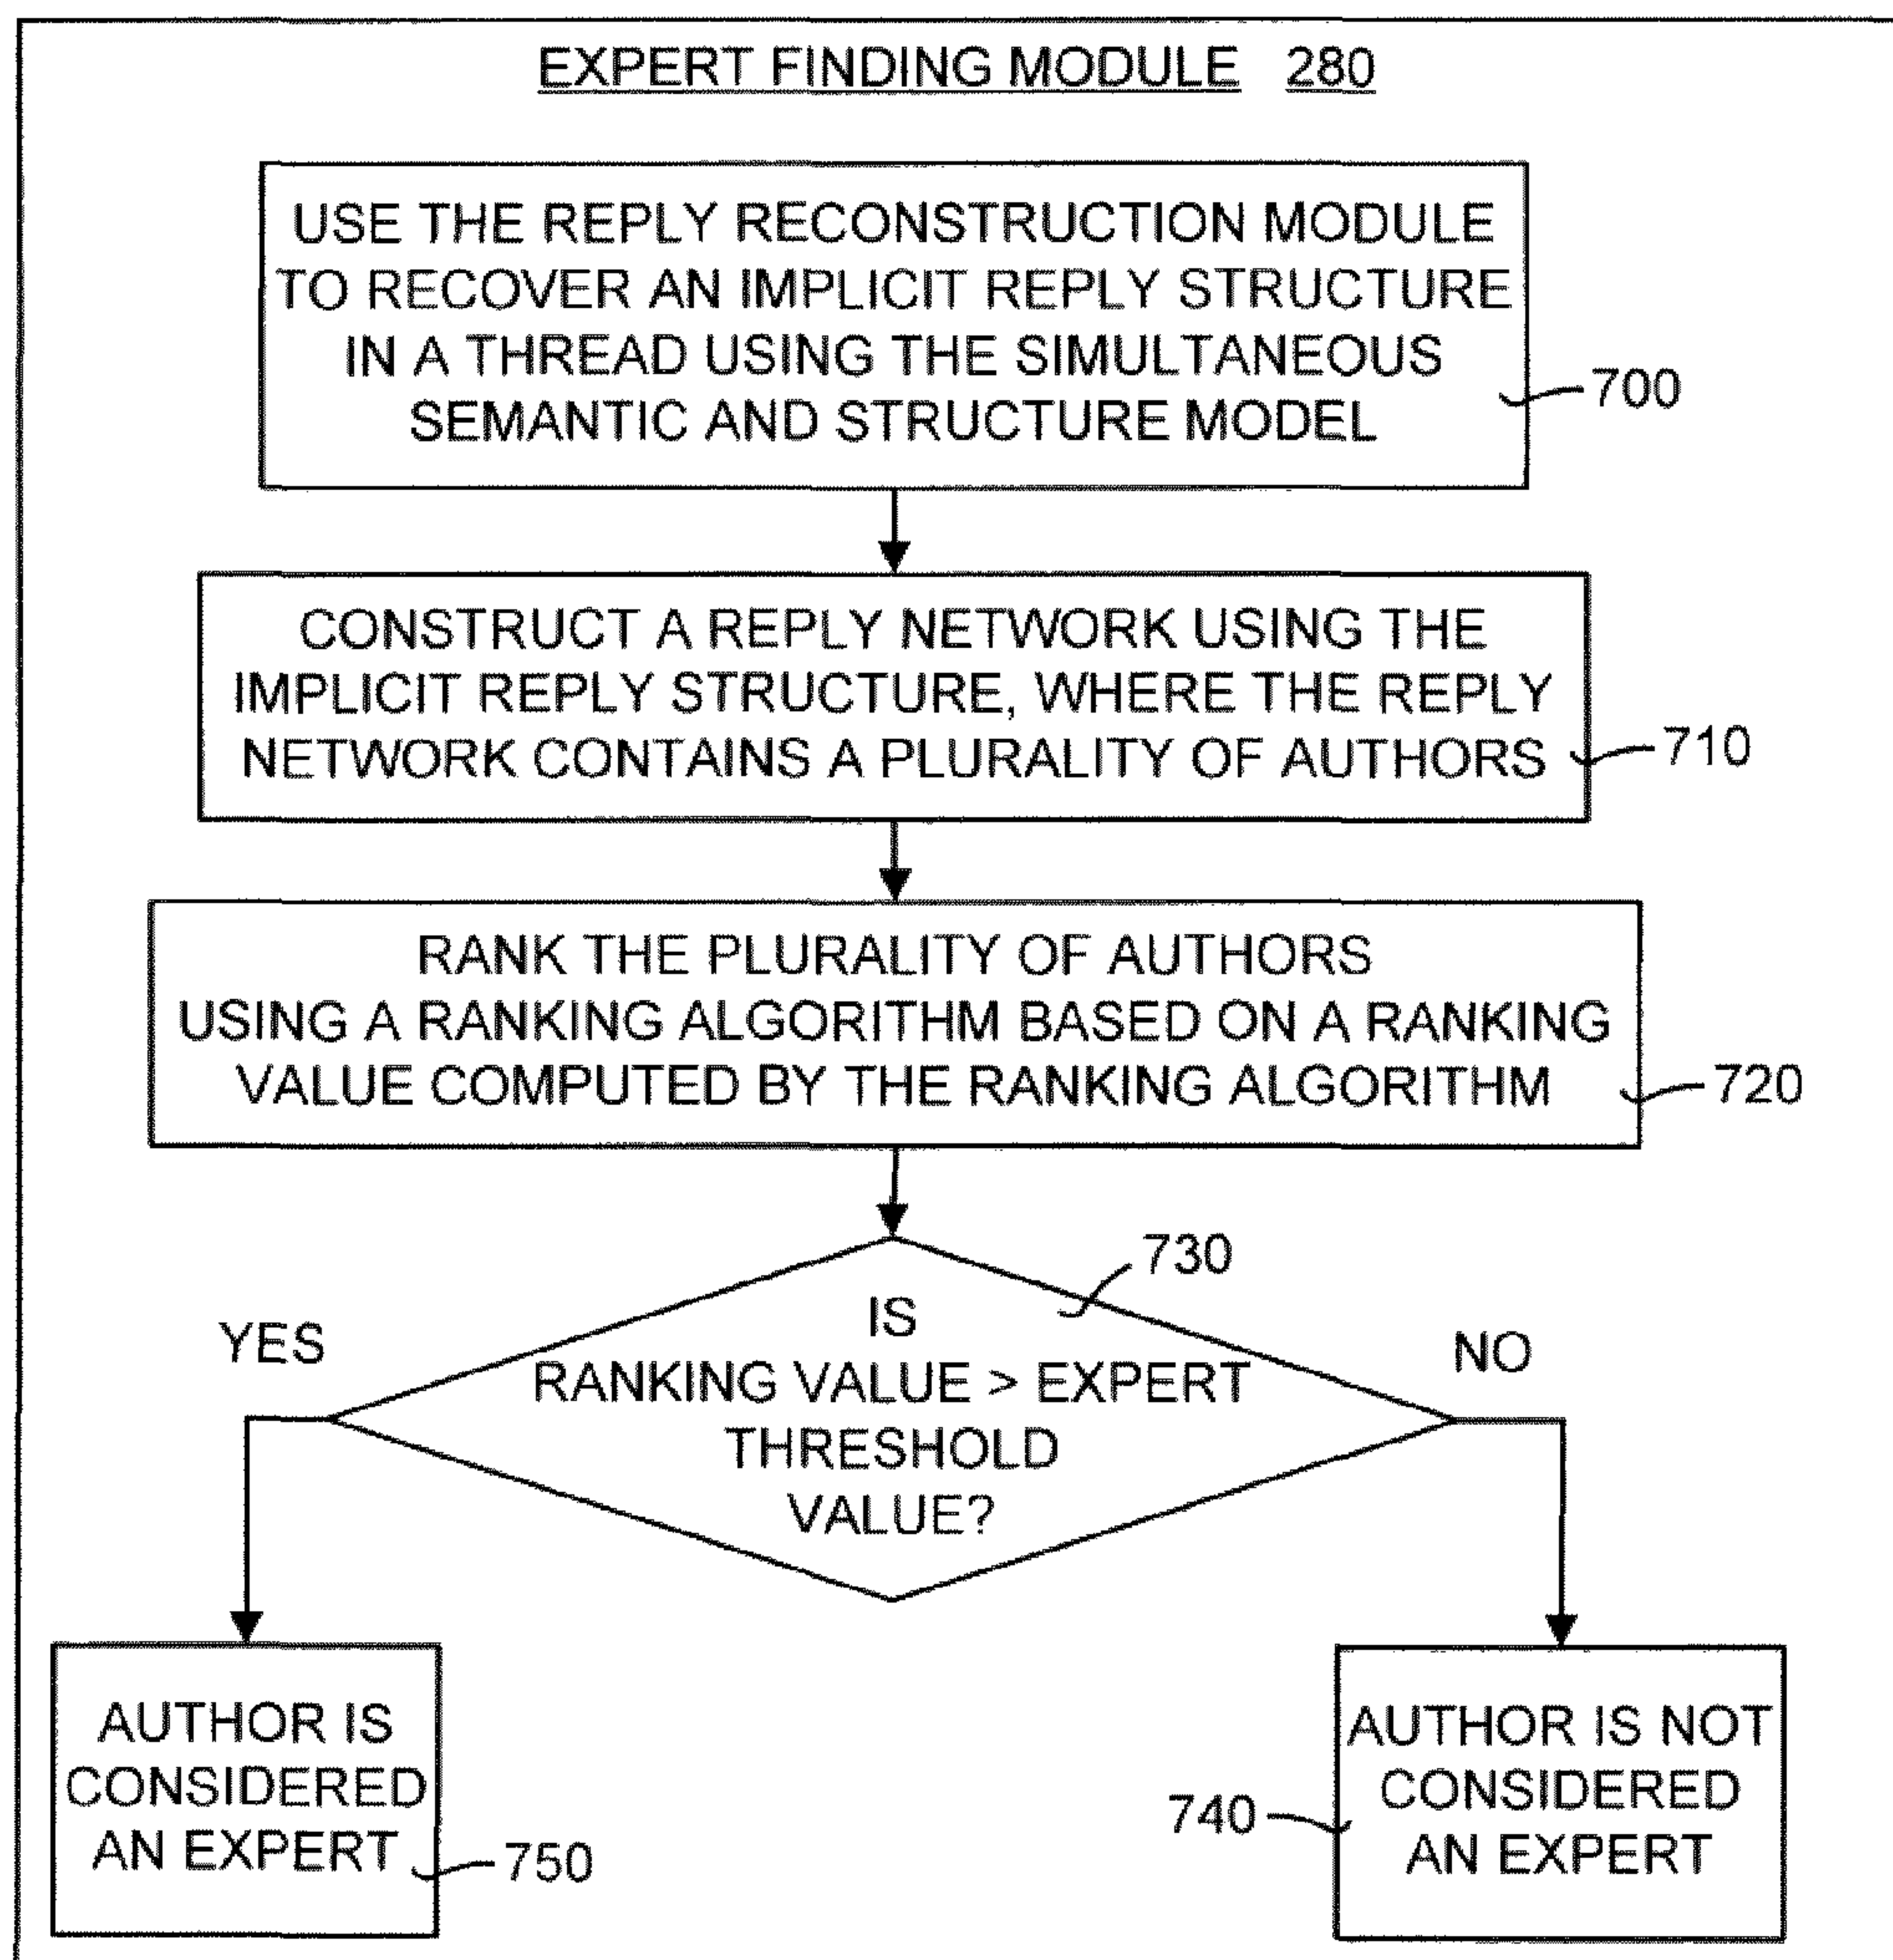 EXPERT FINDING MODULE 280
USE THE REPLY RECONSTRUCTION MODULE
TO RECOVER AN IMPLICIT REPLY STRUCTURE
IN A THREAD USING THE SIMULTANEOUS
SEMANTIC AND STRUCTURE MODEL
700
CONSTRUCT A REPLY NETWORK USING THE
IMPLICIT REPLY STRUCTURE, WHERE THE REPLY
NETWORK CONTAINS A PLURALITY OF AUTHORS
710
RANK THE PLURALITY OF AUTHORS
USING A RANKING ALGORITHM BASED ON A RANKING
VALUE COMPUTED BY THE RANKING ALGORITHM
720
730
YES
IS
RANKING VALUE > EXPERT
THRESHOLD
VALUE?
NO
AUTHOR IS
CONSIDERED
AN EXPERT
750
AUTHOR IS NOT
CONSIDERED
AN EXPERT
740